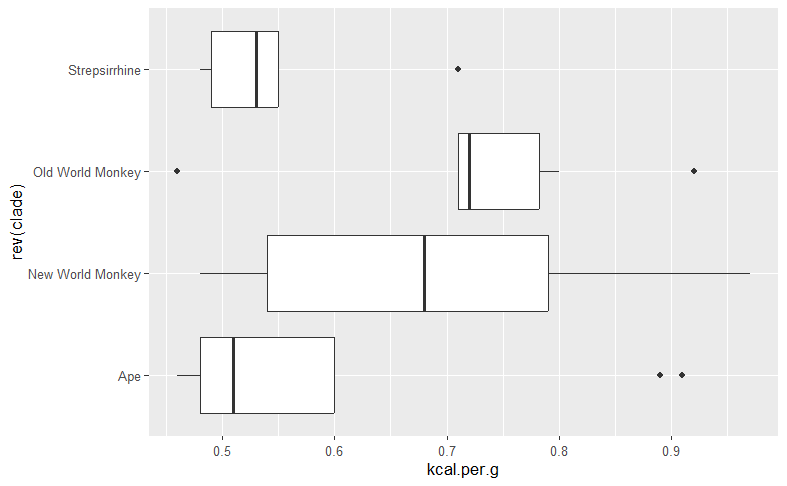 Strepsirrhine
Old World Monkey
New World Monkey
Ape
rev(clade)
0.5 0.6 0.7 0.8 0.9
kcal.per.g